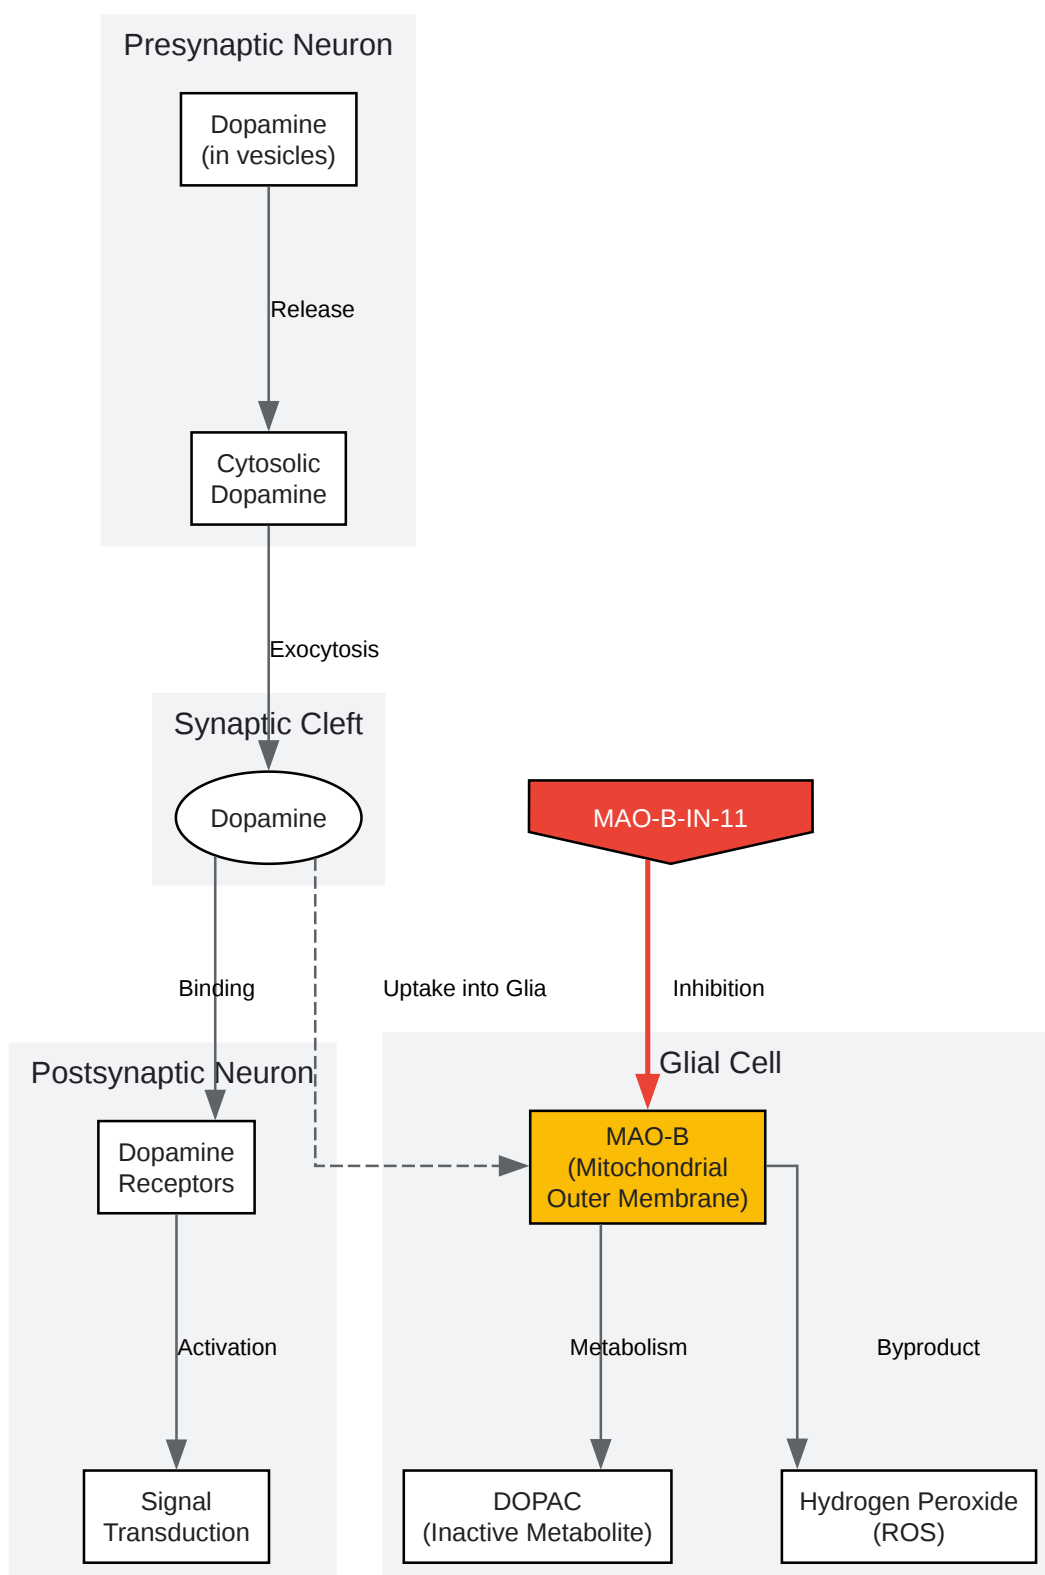 Presynaptic Neuron
Dopamine
(in vesicles)
Release
Cytosolic
Dopamine
Exocytosis
Synaptic Cleft
Dopamine
MAO-B-IN-11
Binding
Uptake into Glia
Inhibition
Postsynaptic Neuron
Glial Cell
Dopamine
Receptors
MAO-B
(Mitochondrial
Outer Membrane)
Activation
Metabolism
Byproduct
Signal
Transduction
DOPAC
(Inactive Metabolite)
Hydrogen Peroxide
(ROS)